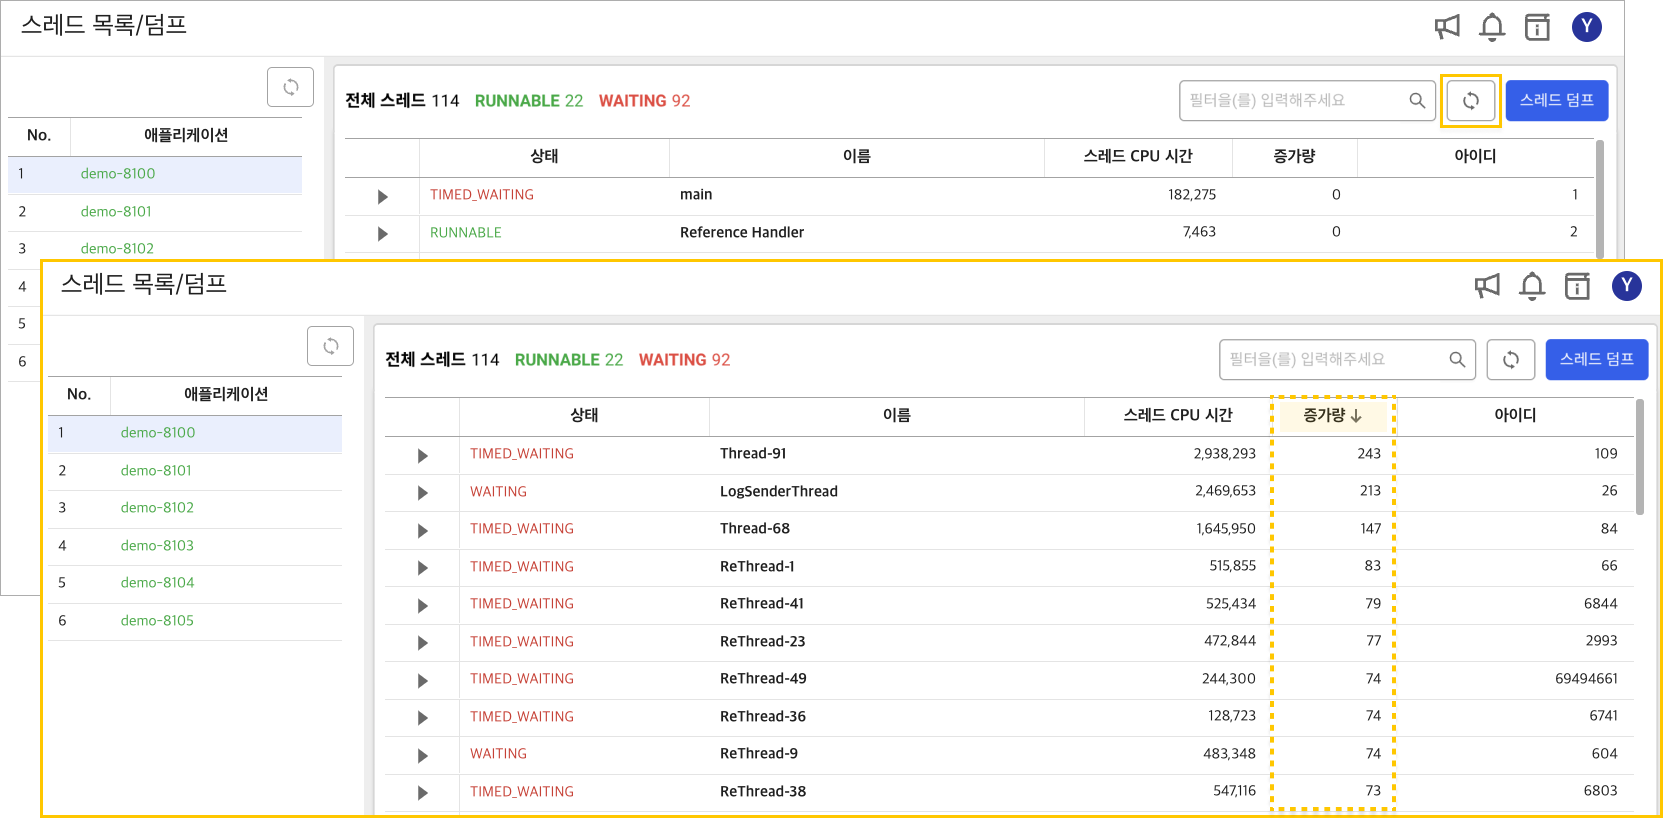 스레드 목록/덤프
Y
전체 스레드 114 RUNNABLE 22 WAITING 92
필터을(를) 입력해주세요
스레드 덤프
No. 애플리케이션
1 demo-8100
2 demo-8101
3 demo-8102
4
5
6
상태 이름 스레드 CPU 시간 증가량 아이디
TIMED_WAITING main 182,275 0 1
RUNNABLE Reference Handler 7,463 0 2
스레드 목록/덤프
Y
전체 스레드 114 RUNNABLE 22 WAITING 92
필터을(를) 입력해주세요
스레드 덤프
No. 애플리케이션
1 demo-8100
2 demo-8101
3 demo-8102
4 demo-8103
5 demo-8104
6 demo-8105
상태 이름 스레드 CPU 시간 증가량 ↓ 아이디
TIMED_WAITING Thread-91 2,938,293 243 109
WAITING LogSenderThread 2,469,653 213 26
TIMED_WAITING Thread-68 1,645,950 147 84
TIMED_WAITING ReThread-1 515,855 83 66
TIMED_WAITING ReThread-41 525,434 79 6844
TIMED_WAITING ReThread-23 472,844 77 2993
TIMED_WAITING ReThread-49 244,300 74 69494661
TIMED_WAITING ReThread-36 128,723 74 6741
WAITING ReThread-9 483,348 74 604
TIMED_WAITING ReThread-38 547,116 73 6803